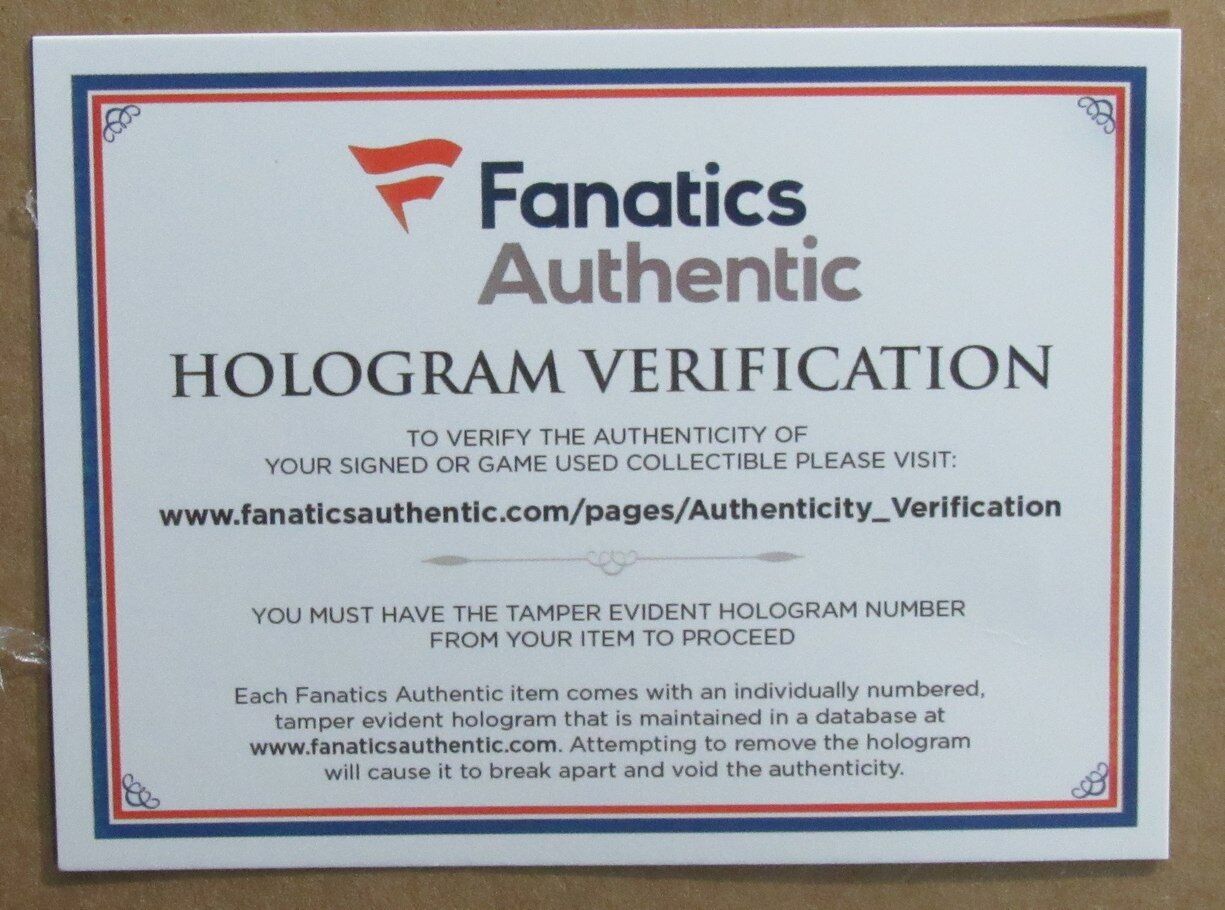 Fanatics
Authentic
HOLOGRAM VERIFICATION
TO VERIFY THE AUTHENTICITY OF
YOUR SIGNED OR GAME USED COLLECTIBLE PLEASE VISIT:
www.fanaticsauthentic.com/pages/Authenticity_Verification
YOU MUST HAVE THE TAMPER EVIDENT HOLOGRAM NUMBER
FROM YOUR ITEM TO PROCEED
Each Fanatics Authentic item comes with an individually numbered,
tamper evident hologram that is maintained in a database at
www.fanaticsauthentic.com. Attempting to remove the hologram
will cause it to break apart and void the authenticity.